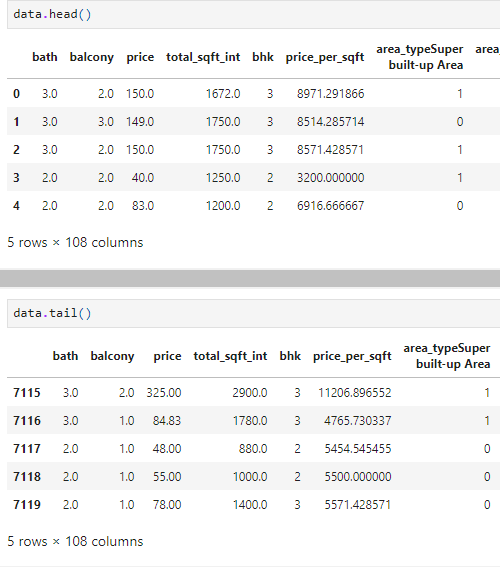 data.head()
bath balcony price total_sqft_int bhk price_per_sqft area_typeSuper built-up Area area_
0 3.0 2.0 150.0 1672.0 3 8971.291866 1
1 3.0 3.0 149.0 1750.0 3 8514.285714 0
2 3.0 2.0 150.0 1750.0 3 8571.428571 1
3 2.0 2.0 40.0 1250.0 2 3200.000000 1
4 2.0 2.0 83.0 1200.0 2 6916.666667 0
5 rows × 108 columns
data.tail()
bath balcony price total_sqft_int bhk price_per_sqft area_typeSuper built-up Area
7115 3.0 2.0 325.00 2900.0 3 11206.896552 1
7116 3.0 1.0 84.83 1780.0 3 4765.730337 1
7117 2.0 1.0 48.00 880.0 2 5454.545455 0
7118 2.0 1.0 55.00 1000.0 2 5500.000000 0
7119 2.0 1.0 78.00 1400.0 3 5571.428571 0
5 rows × 108 columns